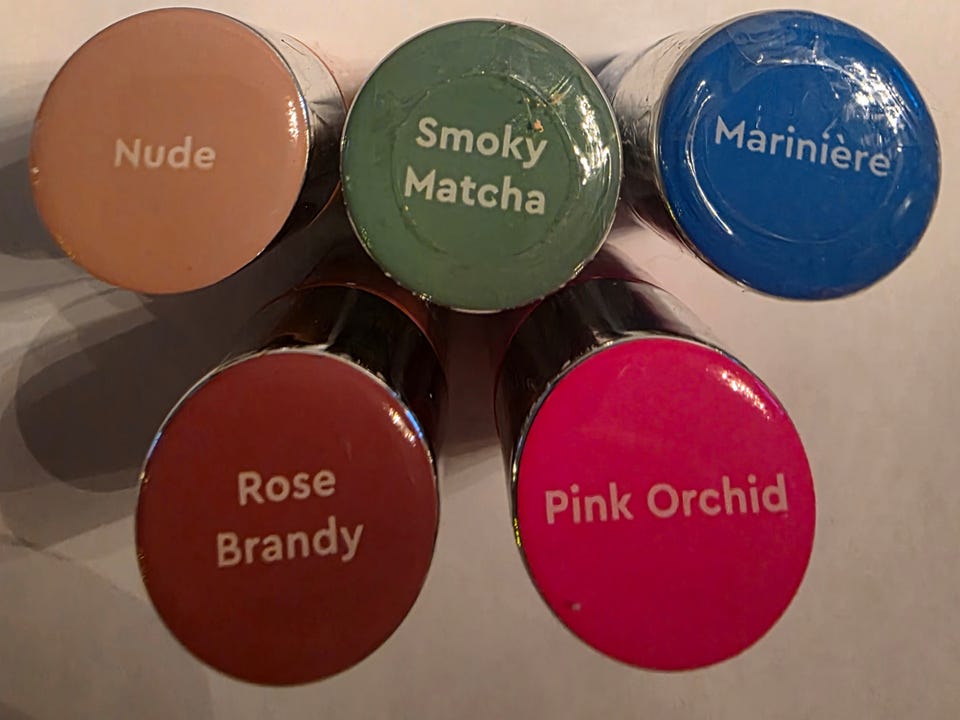 Nude
Smoky
Matcha
Marinière
Rose
Brandy
Pink Orchid